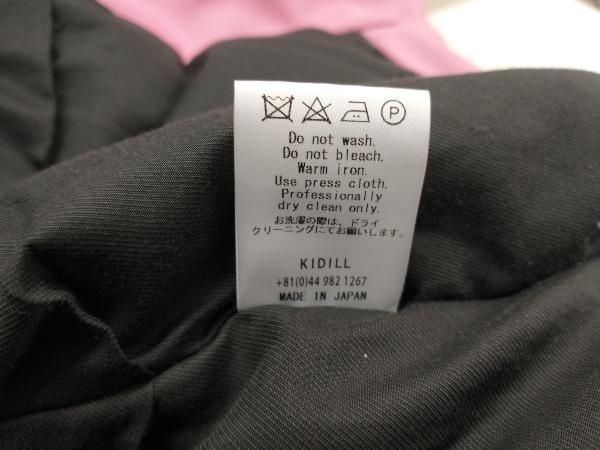 P
Do not wash.
Do not bleach.
Warm iron.
Use press cloth.
Professionally
dry clean only.
お洗濯の際は、ドライ
クリーニングにてお願いします。
KIDILL
+81(0)44 982 1267
MADE IN JAPAN